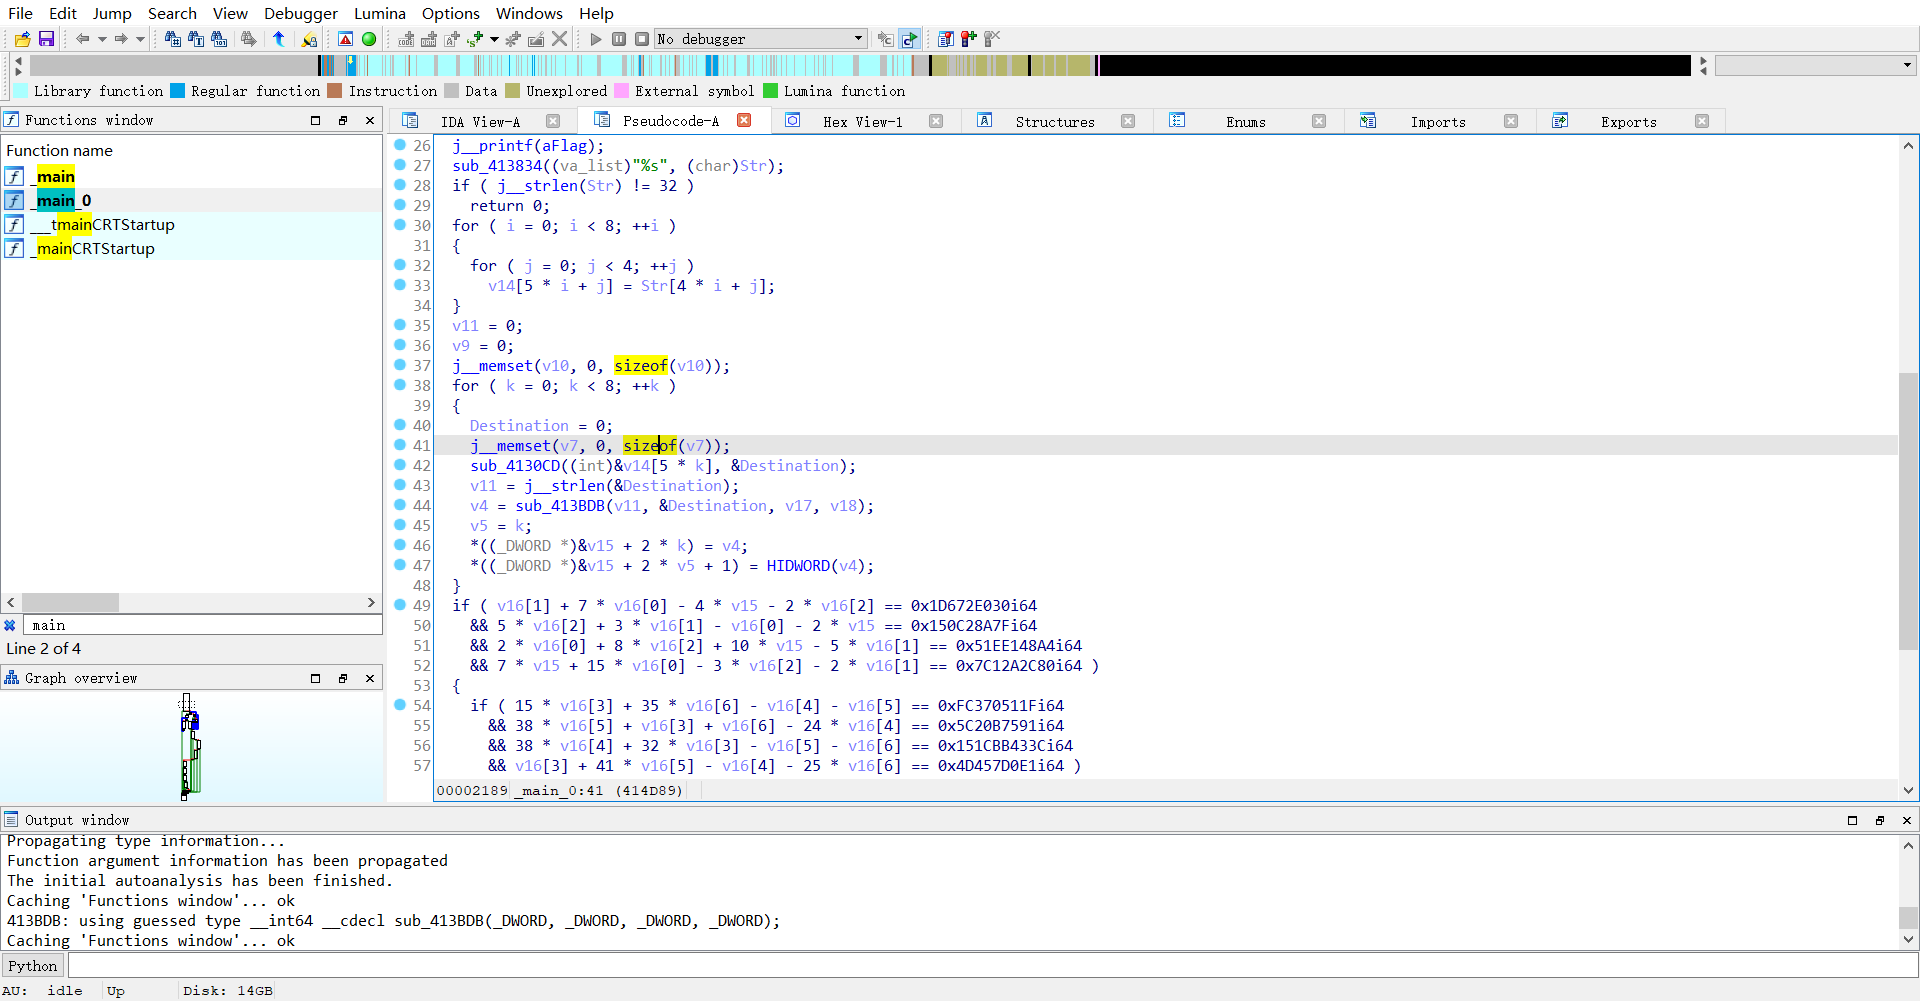 File Edit Jump Search View Debugger Lumina Options Windows Help
No debugger
Library function Regular function Instruction Data Unexplored External symbol Lumina function
Functions window
IDA View-A Pseudocode-A Hex View-1 Structures Enums Imports Exports
Function name
_main
_main_0
___tmainCRTStartup
_mainCRTStartup
main
Line 2 of 4
Graph overview
26 j__printf(aFlag);
27 sub_413834((va_list)"%s", (char)Str);
28 if ( j__strlen(Str) != 32 )
29 return 0;
30 for ( i = 0; i < 8; ++i )
31 {
32 for ( j = 0; j < 4; ++j )
33 v14[5 * i + j] = Str[4 * i + j];
34 }
35 v11 = 0;
36 v9 = 0;
37 j__memset(v10, 0, sizeof(v10));
38 for ( k = 0; k < 8; ++k )
39 {
40 Destination = 0;
41 j__memset(v7, 0, sizeof(v7));
42 sub_4130CD((int)&v14[5 * k], &Destination);
43 v11 = j__strlen(&Destination);
44 v4 = sub_413BDB(v11, &Destination, v17, v18);
45 v5 = k;
46 *((_DWORD *)&v15 + 2 * k) = v4;
47 *((_DWORD *)&v15 + 2 * v5 + 1) = HIDWORD(v4);
48 }
49 if ( v16[1] + 7 * v16[0] - 4 * v15 - 2 * v16[2] == 0x1D672E030i64
50 && 5 * v16[2] + 3 * v16[1] - v16[0] - 2 * v15 == 0x150C28A7Fi64
51 && 2 * v16[0] + 8 * v16[2] + 10 * v15 - 5 * v16[1] == 0x51EE148A4i64
52 && 7 * v15 + 15 * v16[0] - 3 * v16[2] - 2 * v16[1] == 0x7C12A2C80i64 )
53 {
54 if ( 15 * v16[3] + 35 * v16[6] - v16[4] - v16[5] == 0xFC370511Fi64
55 && 38 * v16[5] + v16[3] + v16[6] - 24 * v16[4] == 0x5C20B7591i64
56 && 38 * v16[4] + 32 * v16[3] - v16[5] - v16[6] == 0x151CBB433Ci64
57 && v16[3] + 41 * v16[5] - v16[4] - 25 * v16[6] == 0x4D457D0E1i64 )
00002189 _main_0:41 (414D89)
Output window
Propagating type information...
Function argument information has been propagated
The initial autoanalysis has been finished.
Caching 'Functions window'... ok
413BDB: using guessed type __int64 __cdecl sub_413BDB(_DWORD, _DWORD, _DWORD, _DWORD);
Caching 'Functions window'... ok
Python
AU: idle Up Disk: 14GB